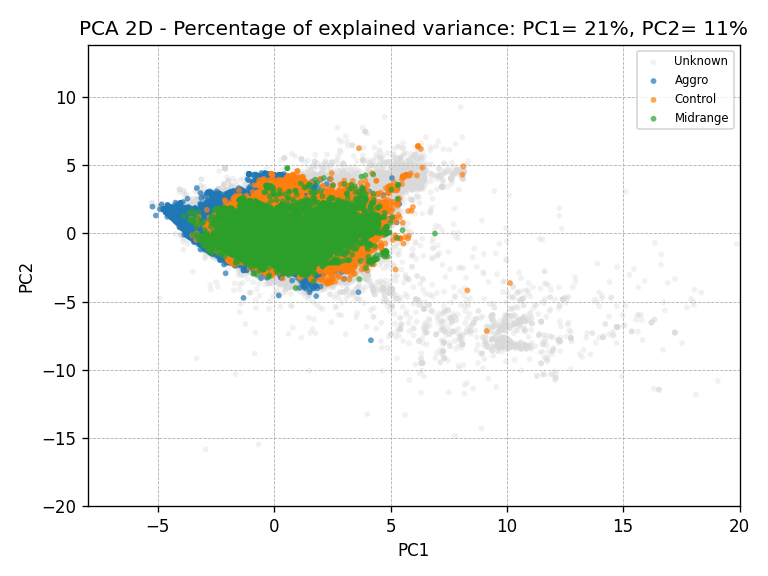 PCA 2D - Percentage of explained variance: PC1= 21%, PC2= 11%
Unknown
Aggro
Control
Midrange
10
5
0
−5
−10
−15
−20
PC2
−5
0
5
10
15
20
PC1